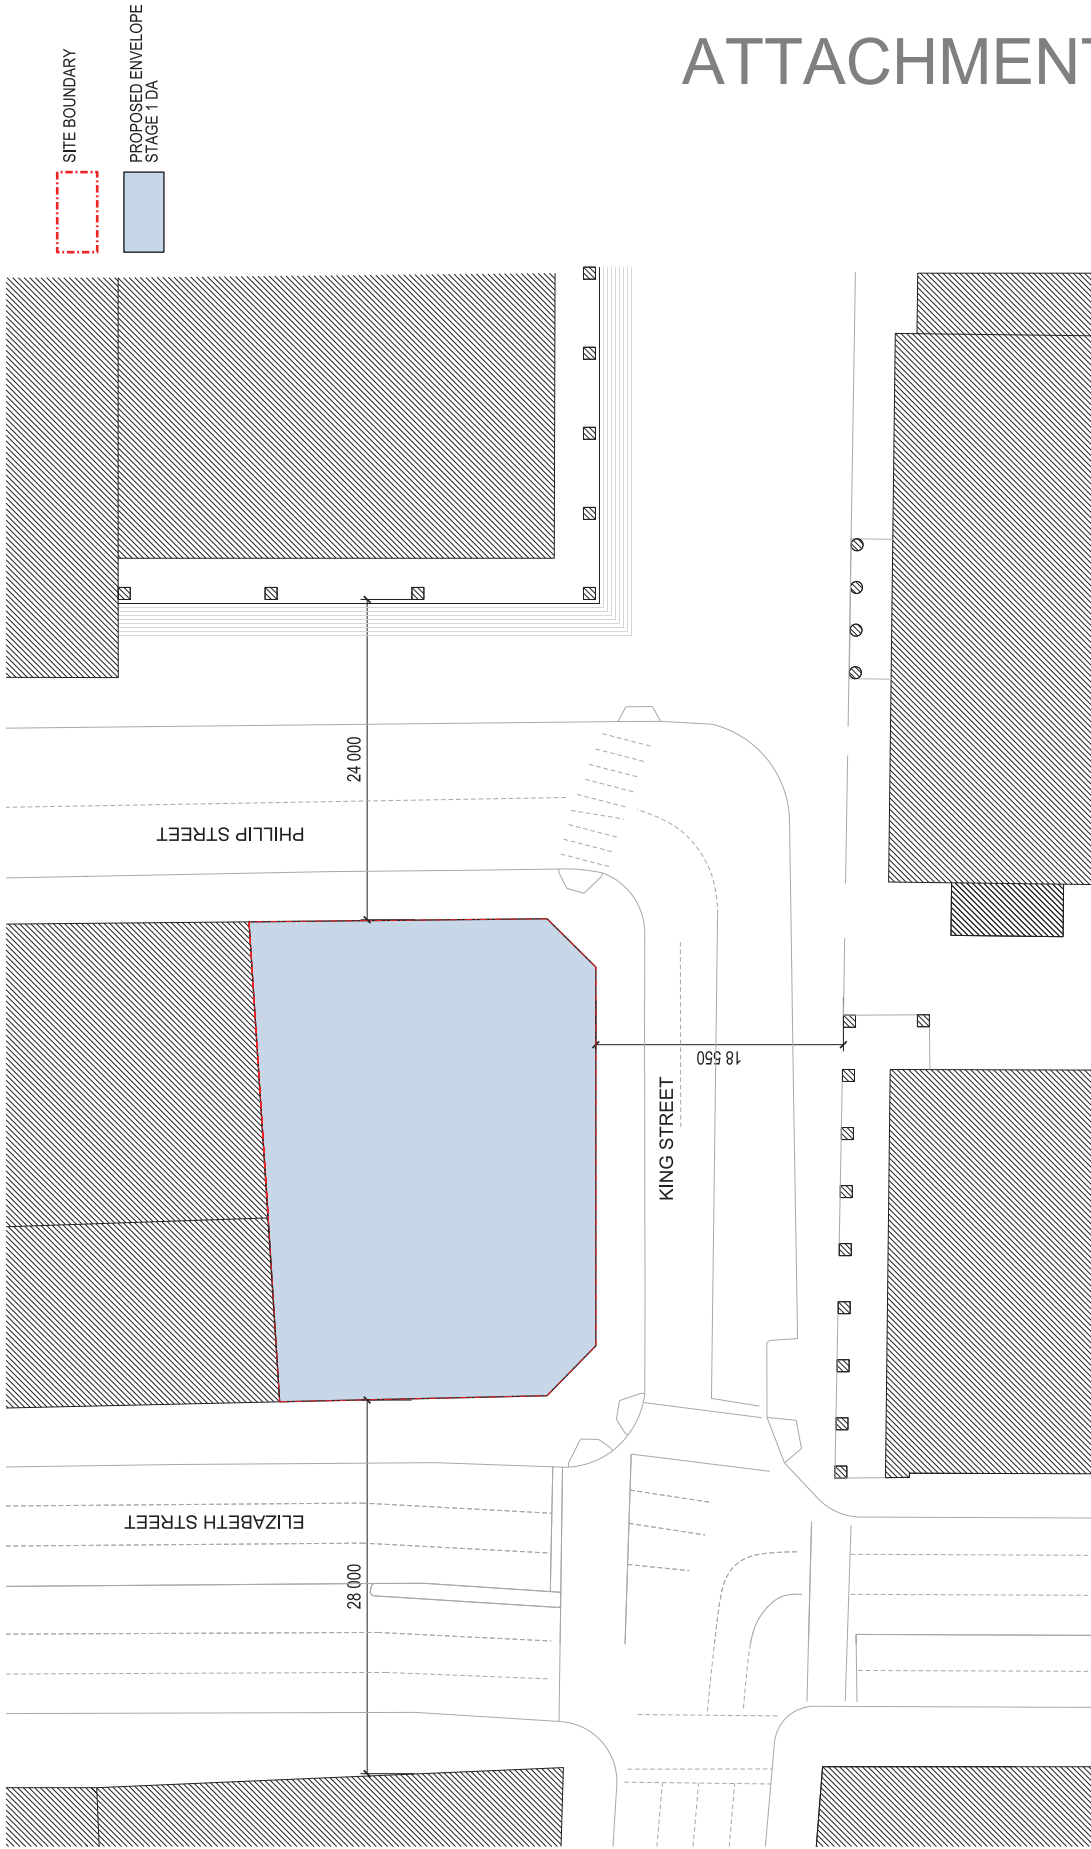 ATTACHMENT
SITE BOUNDARY
PROPOSED ENVELOPE
STAGE 1 DA
24 000
PHILLIP STREET
18 550
KING STREET
ELIZABETH STREET
28 000